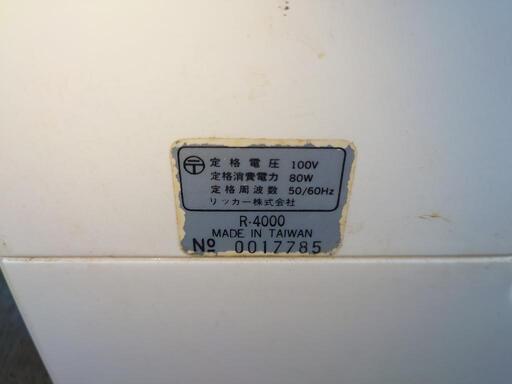 〒 定格電圧 100V
定格消費電力 80W
定格周波数 50/60Hz
リッカー株式会社
R-4000
MADE IN TAIWAN
№ 0017785